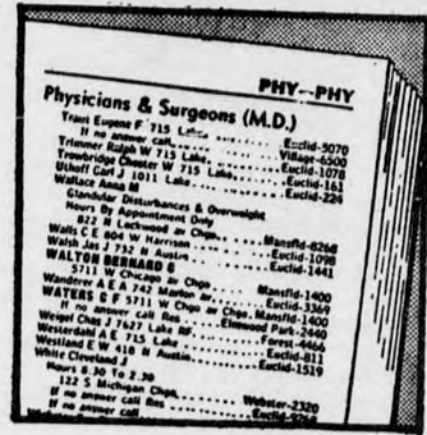 PHY—PHY
Physicians & Surgeons (M.D.)
Traut Eugene F 715 Lake........Euclid-5070
If no answer call........Village-6500
Trimmer Ralph W 715 Lake........Euclid-1078
Trowbridge Chester W 715 Lake........Euclid-161
Uthoff Carl J 1011 Lake........Euclid-224
Wallace Anna M
Glandular Disturbances & Overweight
Hours By Appointment Only
822 N Lockwood av Chgo........Mansfld-8268
Walls C E 804 W Harrison........Euclid-1098
Walsh Jas J 732 N Austin........Euclid-1441
WALTON BERNARD G
5711 W Chicago av Chgo........Mansfld-1400
Wanderer A E A 742 Marion av........Euclid-3369
WATERS G F 5711 W Chgo av Chgo.Mansfld-1400
If no answer call Res........Elmwood Park-2440
Weigel Chas J 7627 Lake RF........Forest-4466
Westerdahl A E 715 Lake........Euclid-811
Westland E W 418 N Austin........Euclid-1519
White Cleveland J
Hours 8.30 To 2.30
122 S Michigan Chgo........Webster-2320
If no answer call Res........Euclid
If no answer call